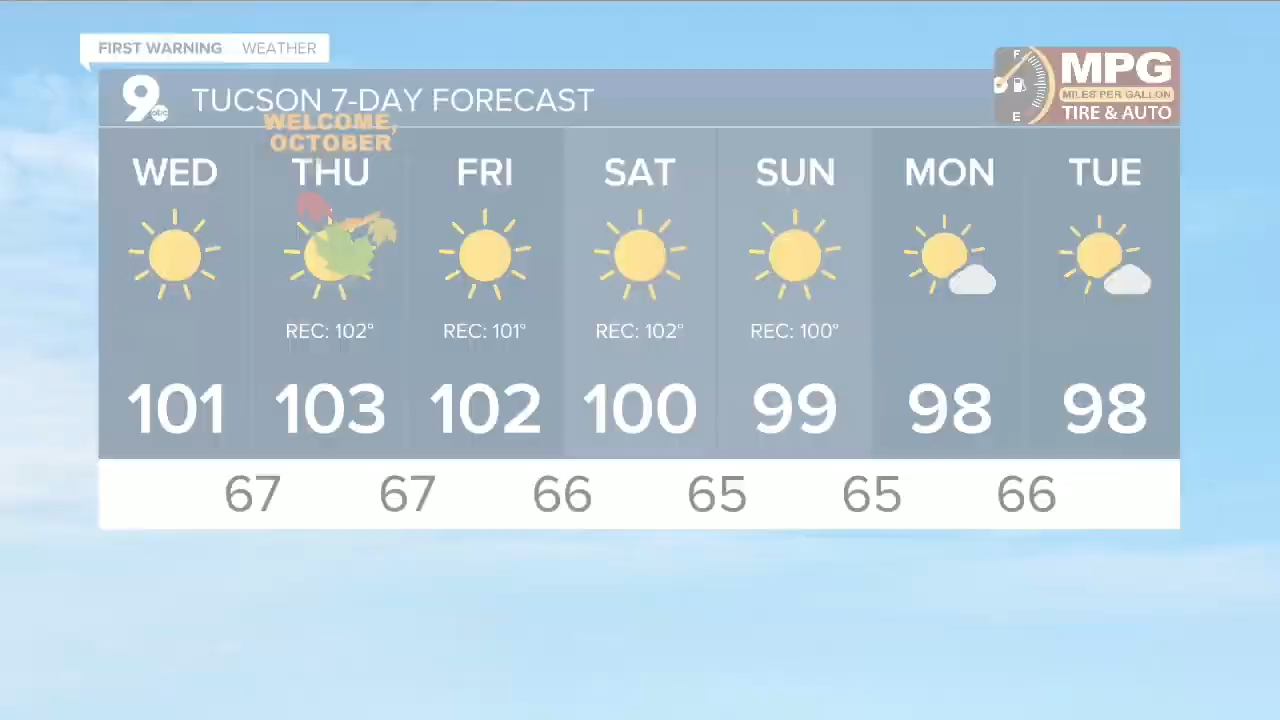 FIRST WARNING WEATHER
9 abc
TUCSON 7-DAY FORECAST
F
E
MPG
MILES PER GALLON
TIRE & AUTO
WELCOME,
OCTOBER
WED THU FRI SAT SUN MON TUE
REC: 102° REC: 101° REC: 102° REC: 100°
101 103 102 100 99 98 98
67 67 66 65 65 66